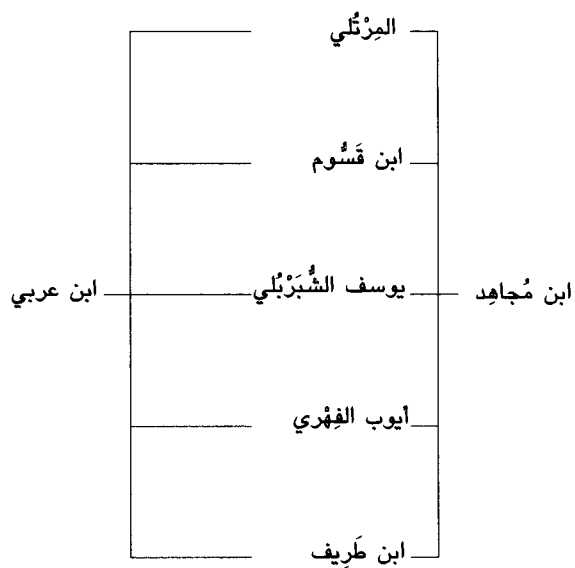 المِرْتُلي
ابن قَسُّوم
ابن مُجاهِد يوسف الشُّبَرْبُلي ابن عربي
أيوب الفِهْري
ابن طَرِيف